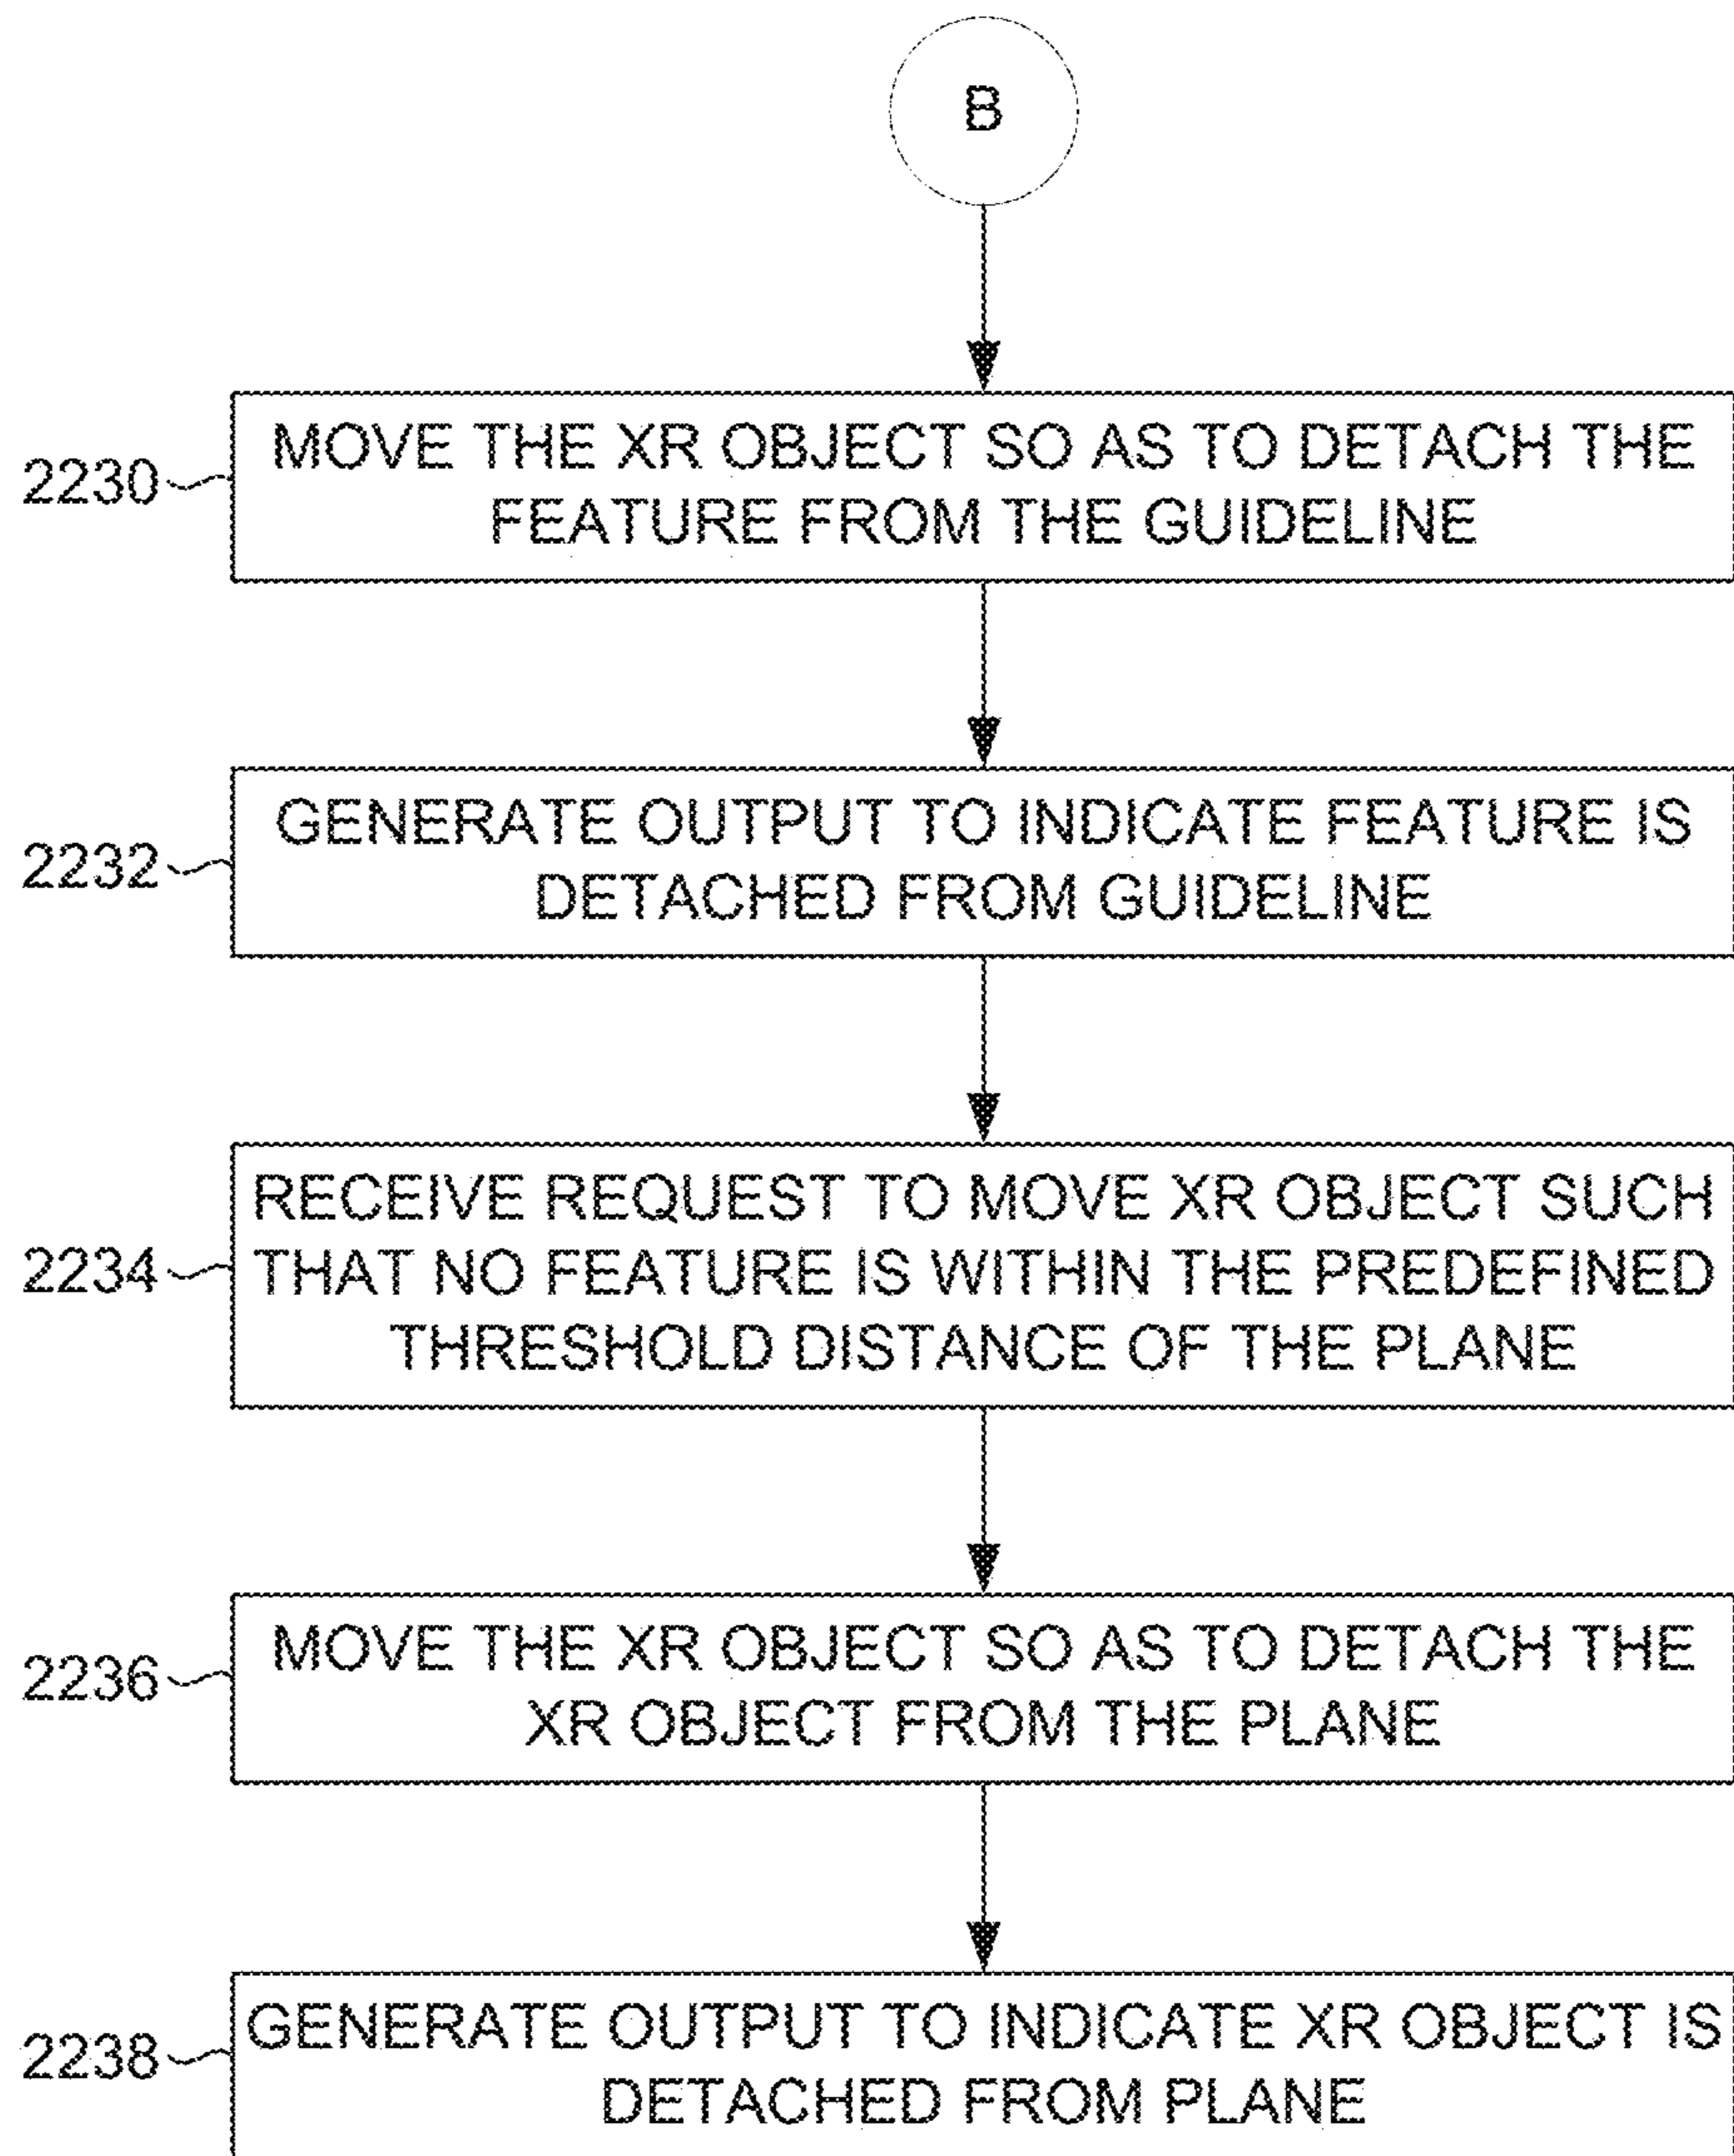 B
2230
MOVE THE XR OBJECT SO AS TO DETACH THE
FEATURE FROM THE GUIDELINE
2232
GENERATE OUTPUT TO INDICATE FEATURE IS
DETACHED FROM GUIDELINE
2234
RECEIVE REQUEST TO MOVE XR OBJECT SUCH
THAT NO FEATURE IS WITHIN THE PREDEFINED
THRESHOLD DISTANCE OF THE PLANE
2236
MOVE THE XR OBJECT SO AS TO DETACH THE
XR OBJECT FROM THE PLANE
2238
GENERATE OUTPUT TO INDICATE XR OBJECT IS
DETACHED FROM PLANE